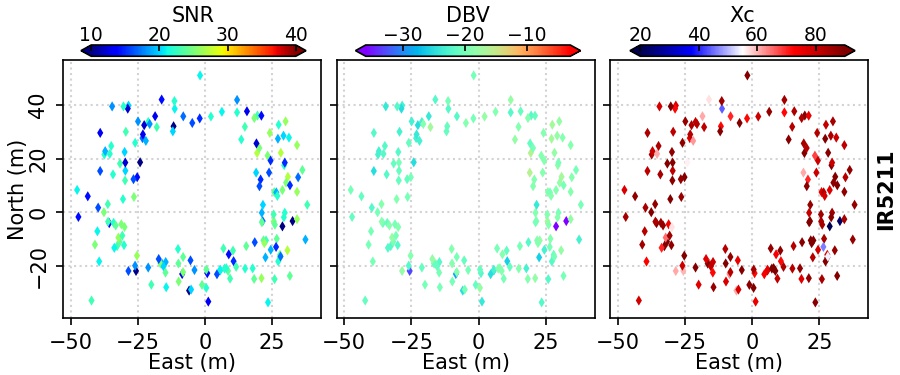 SNR DBV Xc
10 20 30 40 −30 −20 −10 20 40 60 80
North (m)
40
20
0
−20
−50 −25 0 25 −50 −25 0 25 −50 −25 0 25
East (m) East (m) East (m)
IR5211